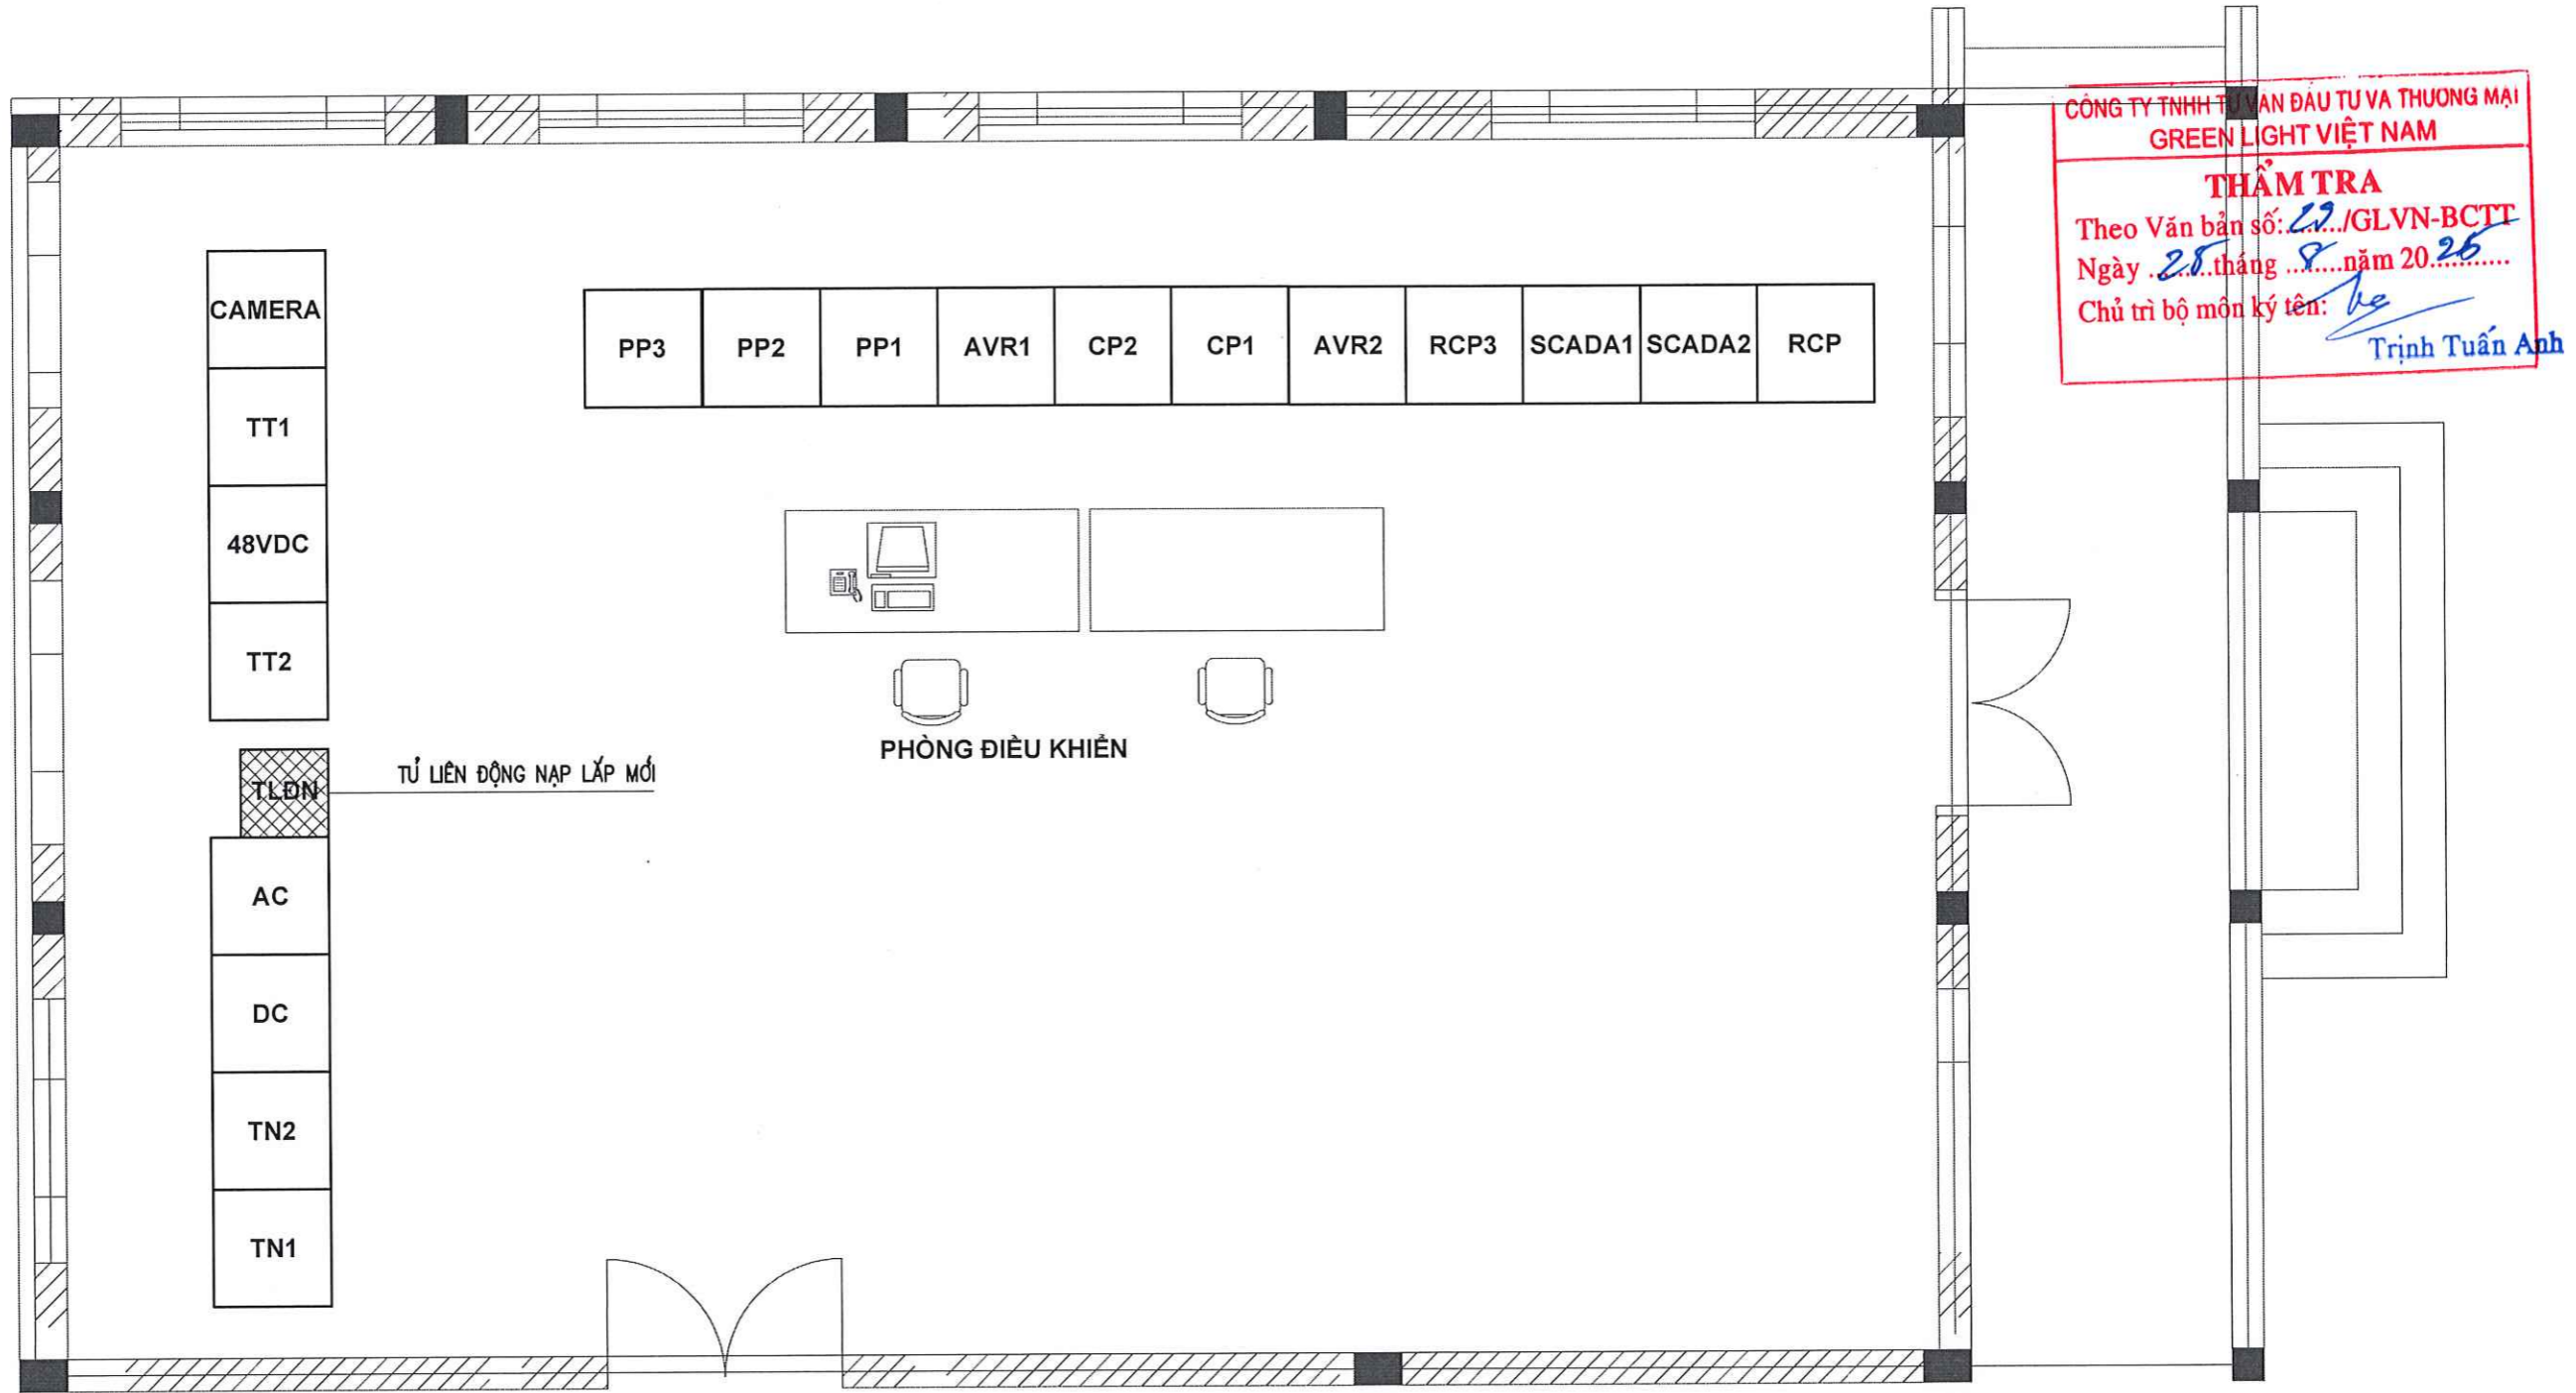 CÔNG TY TNHH TƯ VẤN ĐẦU TƯ VÀ THƯƠNG MẠI
GREEN LIGHT VIỆT NAM
THẨM TRA
Theo Văn bản số: 29/GLVN-BCTT
Ngày 28 tháng 8 năm 2025
Chủ trì bộ môn ký tên:
Trịnh Tuấn Anh
CAMERA
TT1
48VDC
TT2
TLĐN
AC
DC
TN2
TN1
PP3 PP2 PP1 AVR1 CP2 CP1 AVR2 RCP3 SCADA1 SCADA2 RCP
PHÒNG ĐIỀU KHIỂN
TỦ LIÊN ĐỘNG NẠP LẮP MỚI